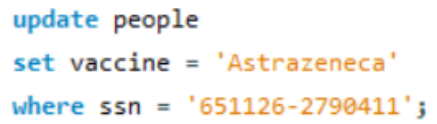 update people
set vaccine = 'Astrazeneca'
where ssn = '651126-2790411';